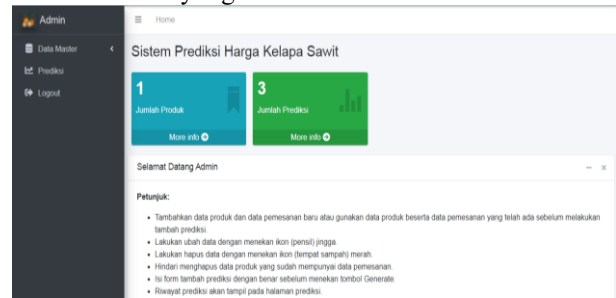 Admin
Home
Data Master
Prediksi
Logout
Sistem Prediksi Harga Kelapa Sawit
1
Jumlah Produk
More info
3
Jumlah Prediksi
More info
Selamat Datang Admin
Petunjuk:
Tambahkan data produk dan data pemesanan baru atau gunakan data produk beserta data pemesanan yang telah ada sebelum melakukan
tambah prediksi.
Lakukan ubah data dengan menekan ikon (pensil) jingga.
Lakukan hapus data dengan menekan ikon (tempat sampah) merah.
Hindari menghapus data produk yang sudah mempunyai data pemesanan.
Isi form tambah prediksi dengan benar sebelum menekan tombol Generate.
Riwayat prediksi akan tampil pada halaman prediksi.